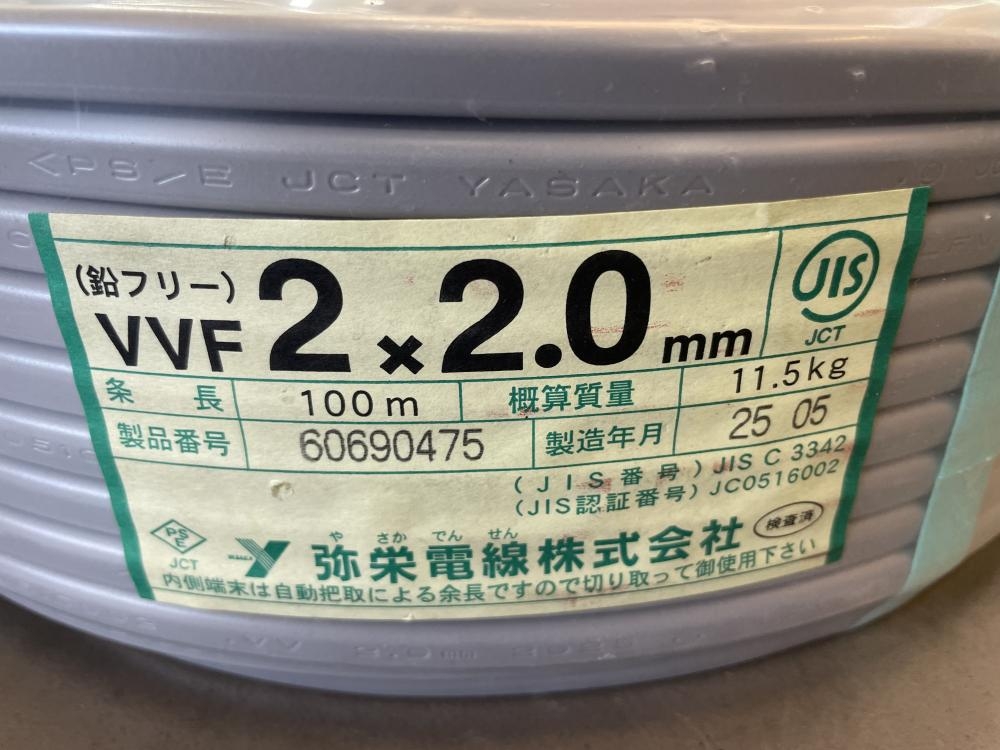 <PS/E JCT YASAKA
(鉛フリー)
VVF 2×2.0mm
JIS
JCT
条長 100m 概算質量 11.5kg
製品番号 60690475 製造年月 25 05
(JIS番号) JIS C 3342
(JIS認証番号) JC0516002
PS
E
JCT
やさかでんせん
弥栄電線株式会社
検査済
内側端末は自動把取による余長ですので切り取って御使用下さい
VV 2.0mm